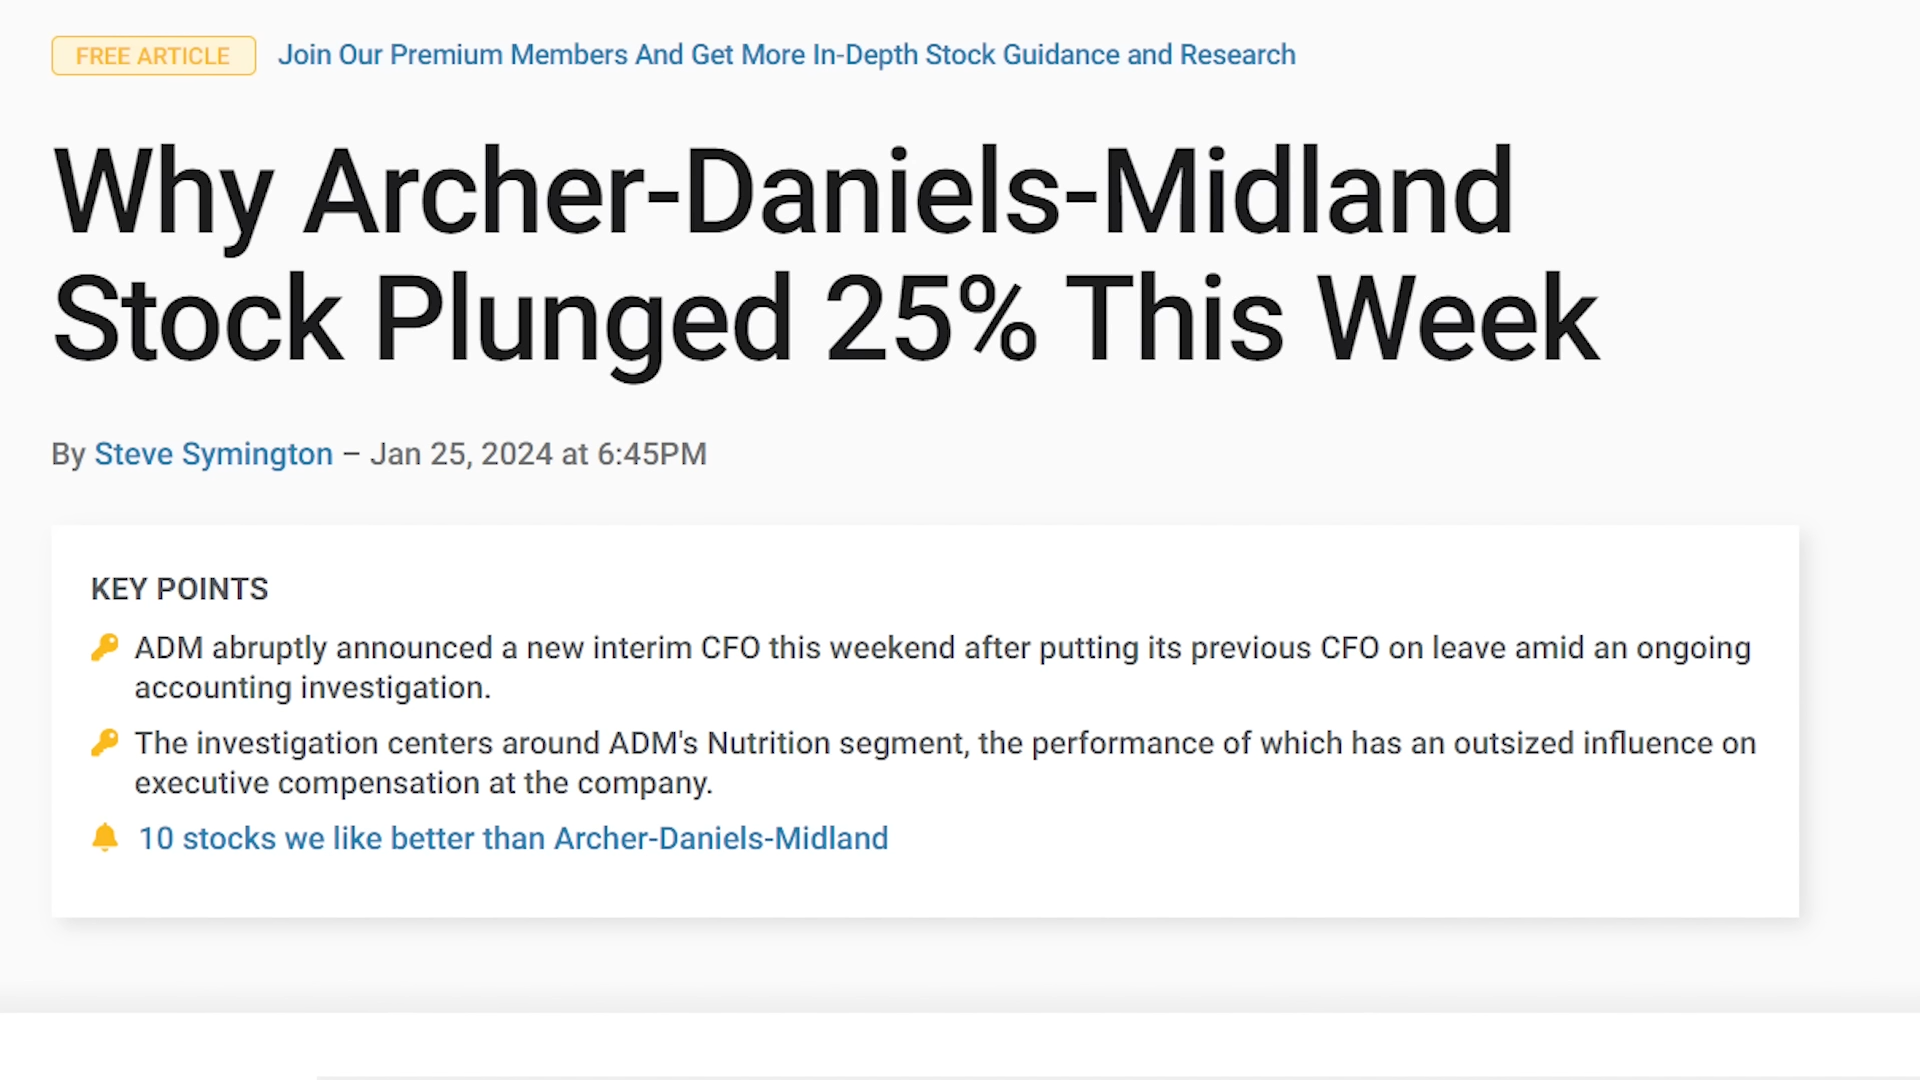 FREE ARTICLE Join Our Premium Members And Get More In-Depth Stock Guidance and Research
Why Archer-Daniels-Midland
Stock Plunged 25% This Week
By Steve Symington – Jan 25, 2024 at 6:45PM
KEY POINTS
ADM abruptly announced a new interim CFO this weekend after putting its previous CFO on leave amid an ongoing
accounting investigation.
The investigation centers around ADM's Nutrition segment, the performance of which has an outsized influence on
executive compensation at the company.
10 stocks we like better than Archer-Daniels-Midland